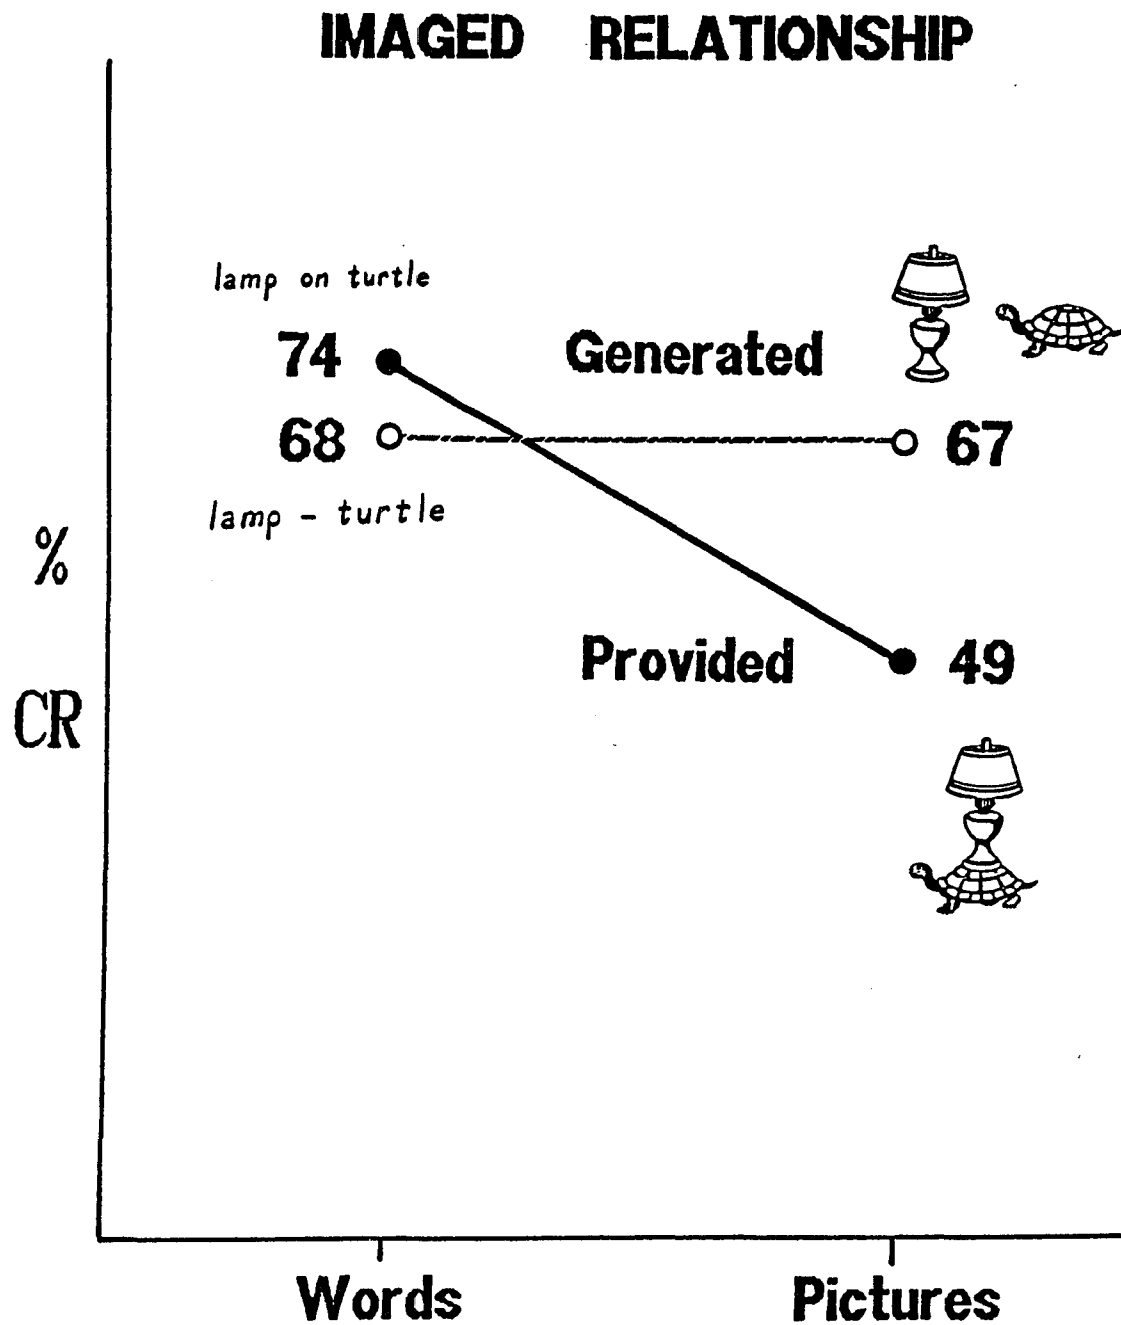 IMAGED RELATIONSHIP
lamp on turtle
74
Generated
68
67
lamp - turtle
%
Provided
49
CR
Words
Pictures